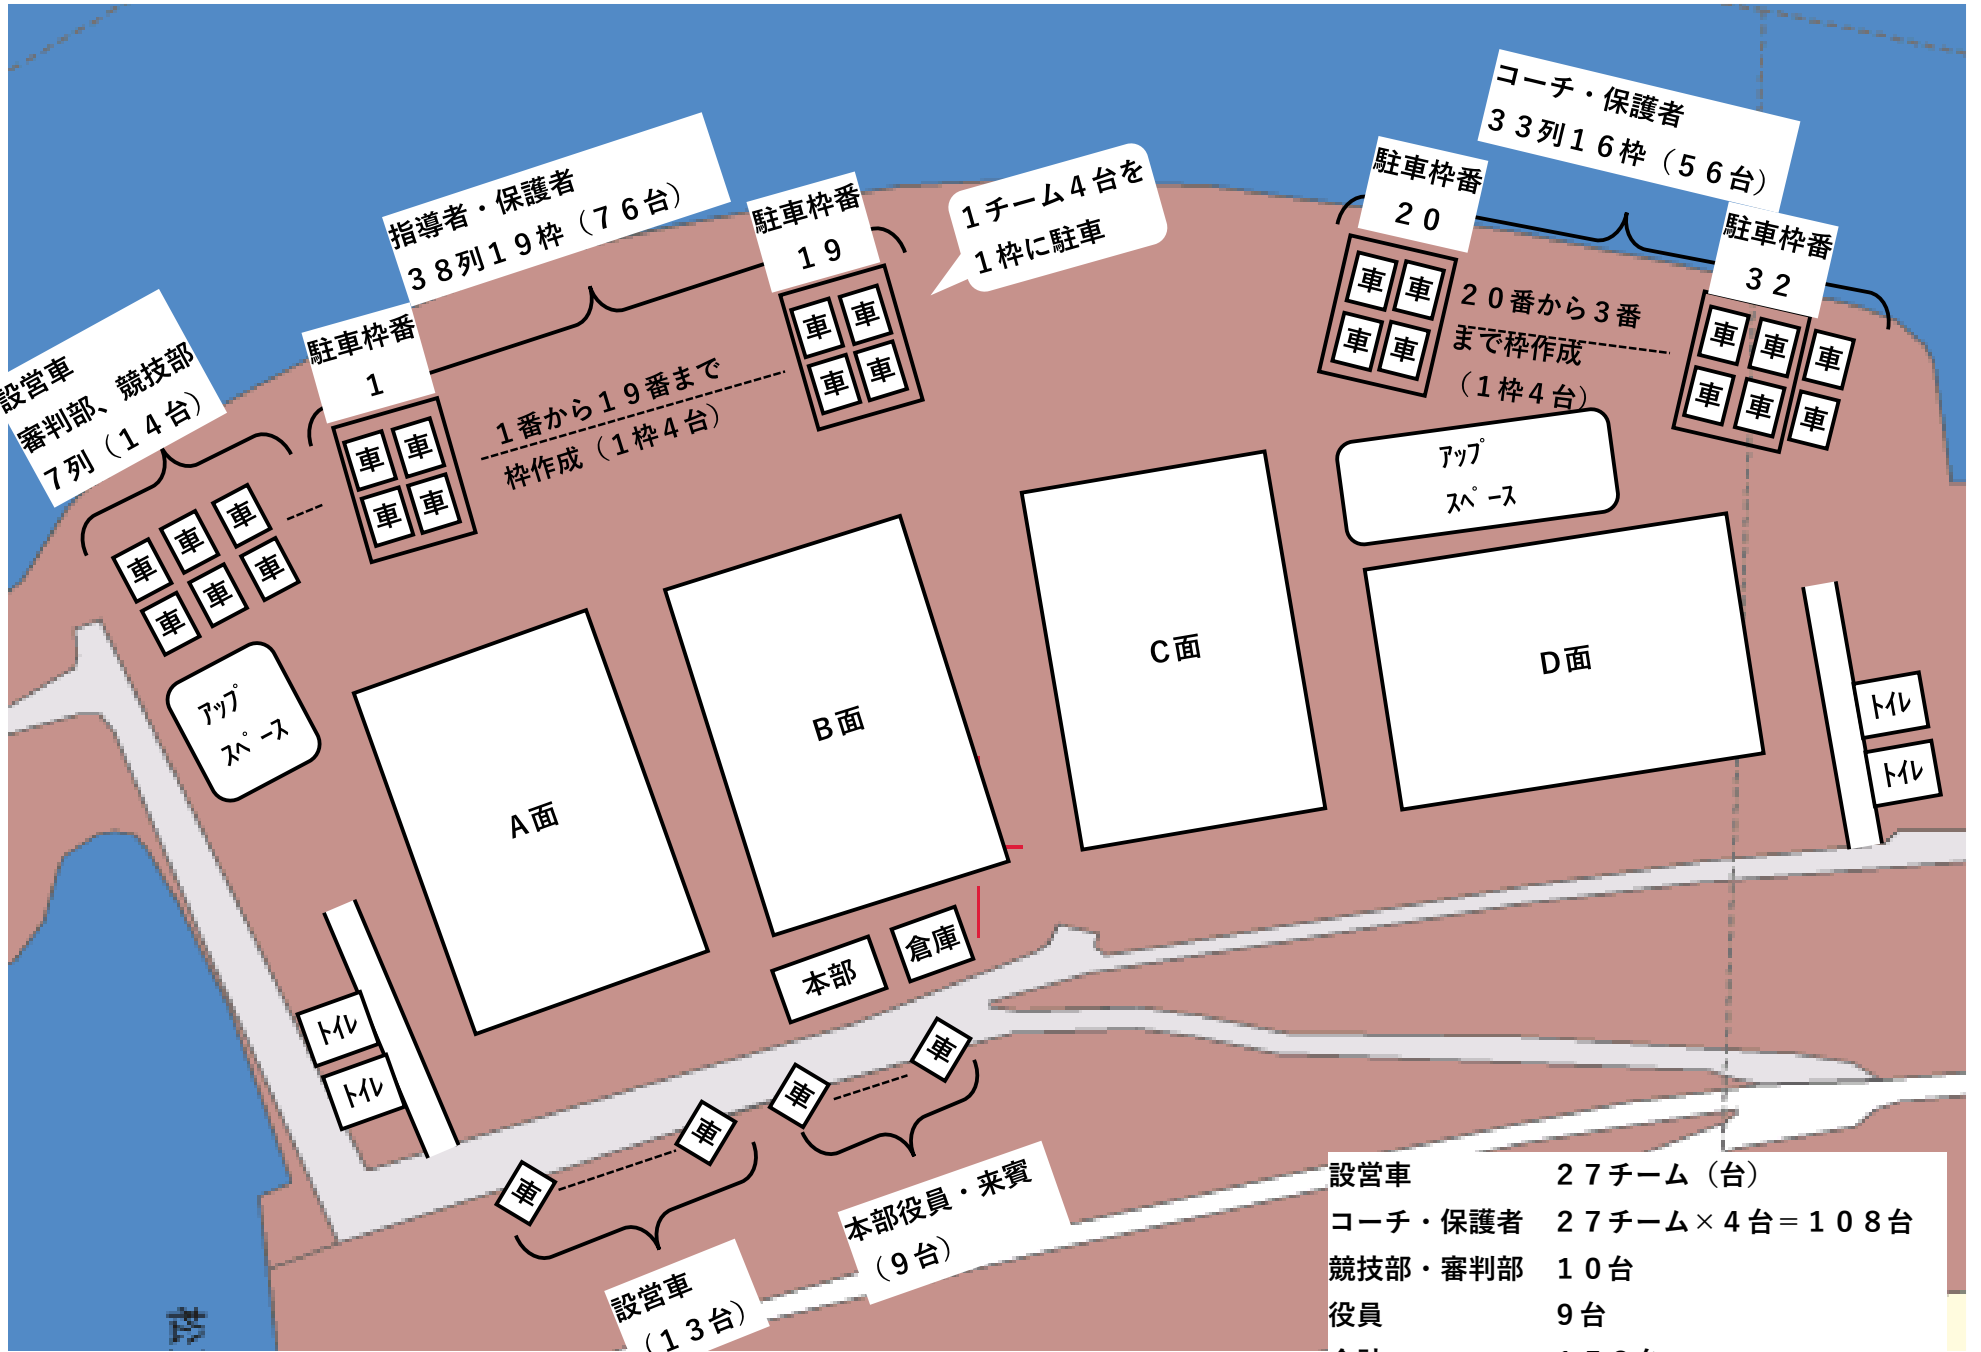 コーチ・保護者
３３列１６枠（５６台）
指導者・保護者
３８列１９枠（７６台）
駐車枠番
１９
１チーム４台を
１枠に駐車
駐車枠番
２０
駐車枠番
３２
設営車
審判部、競技部
７列（１４台）
駐車枠番
１
車 車
車 車
１番から１９番まで
枠作成（１枠４台）
車 車
車 車
車 車
車 車
２０番から３番
まで枠作成
（１枠４台）
車 車 車
車 車 車
車 車 車
車 車 車
ｱｯﾌﾟ
ｽﾍﾟｰｽ
ｱｯﾌﾟ
ｽﾍﾟｰｽ
Ａ面
Ｂ面
Ｃ面
Ｄ面
ﾄｲﾚ
ﾄｲﾚ
本部
倉庫
ﾄｲﾚ
ﾄｲﾚ
車
車
車
車
本部役員・来賓
（９台）
設営車
（１３台）
設営車 ２７チーム（台）
コーチ・保護者 ２７チーム×４台＝１０８台
競技部・審判部 １０台
役員 ９台
松